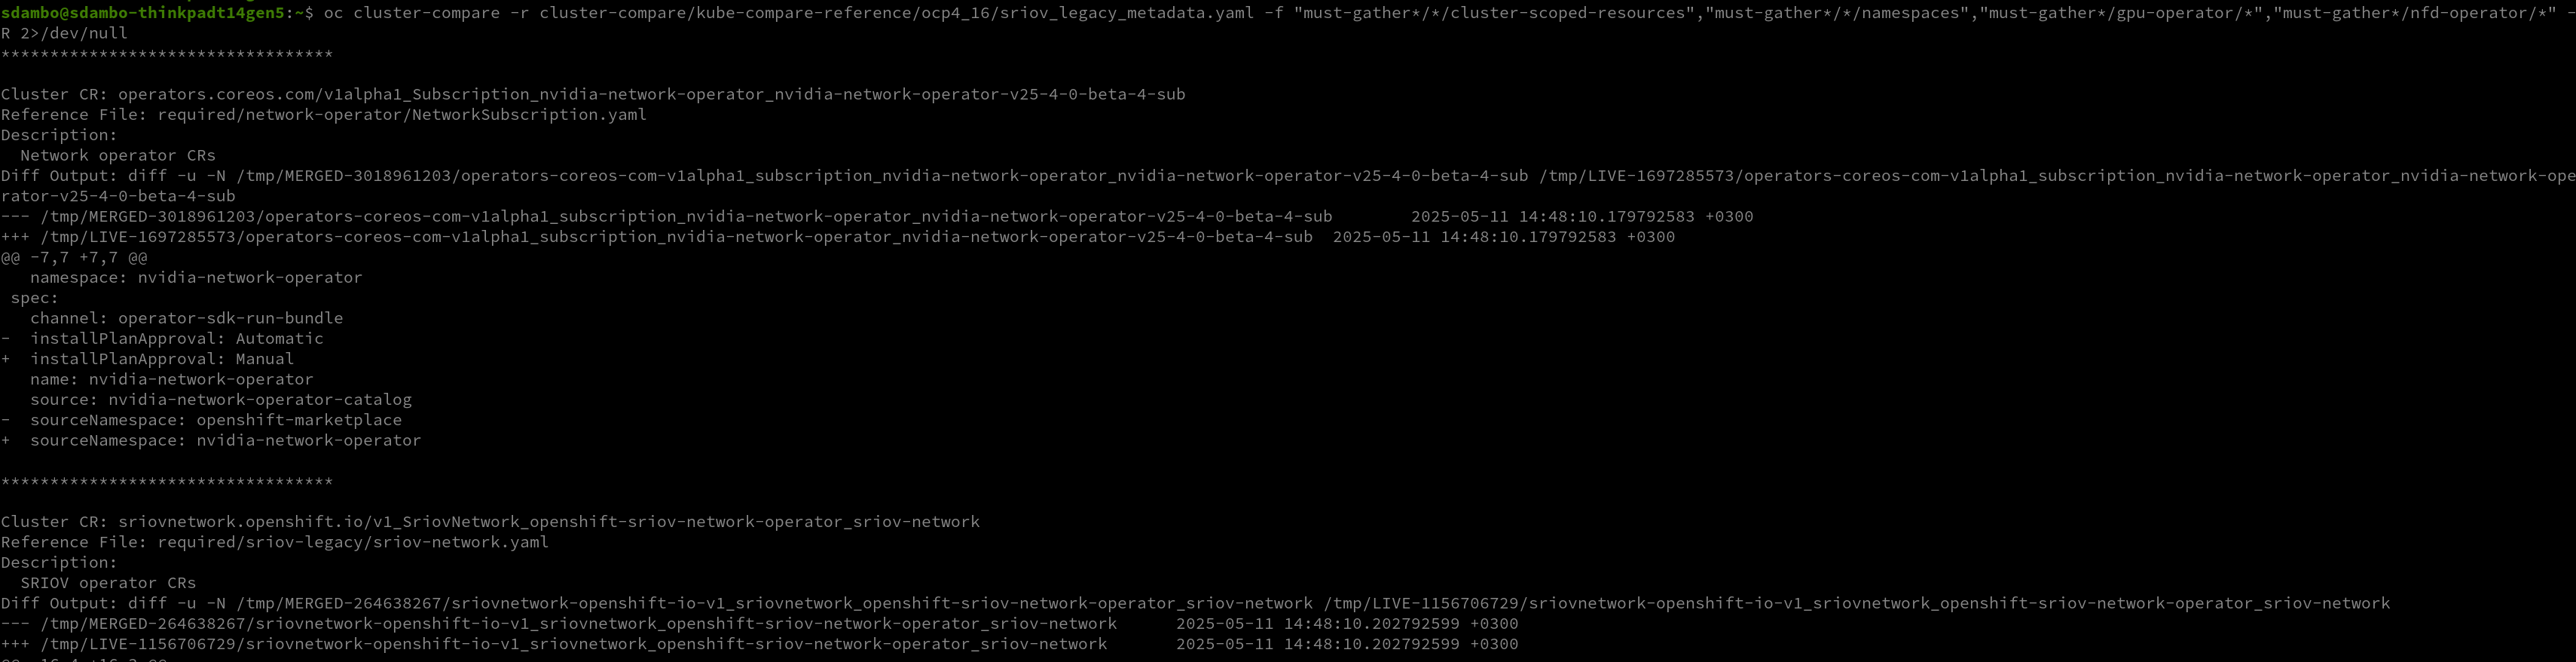 sdambo@sdambo-thinkpadt14gen5:~$ oc cluster-compare -r cluster-compare/kube-compare-reference/ocp4_16/sriov_legacy_metadata.yaml -f "must-gather*/*/cluster-scoped-resources","must-gather*/*/namespaces","must-gather*/gpu-operator/*","must-gather*/nfd-operator/*" -
R 2>/dev/null
**********************************
Cluster CR: operators.coreos.com/v1alpha1_Subscription_nvidia-network-operator_nvidia-network-operator-v25-4-0-beta-4-sub
Reference File: required/network-operator/NetworkSubscription.yaml
Description:
  Network operator CRs
Diff Output: diff -u -N /tmp/MERGED-3018961203/operators-coreos-com-v1alpha1_subscription_nvidia-network-operator_nvidia-network-operator-v25-4-0-beta-4-sub /tmp/LIVE-1697285573/operators-coreos-com-v1alpha1_subscription_nvidia-network-operator_nvidia-network-ope
rator-v25-4-0-beta-4-sub
--- /tmp/MERGED-3018961203/operators-coreos-com-v1alpha1_subscription_nvidia-network-operator_nvidia-network-operator-v25-4-0-beta-4-sub	2025-05-11 14:48:10.179792583 +0300
+++ /tmp/LIVE-1697285573/operators-coreos-com-v1alpha1_subscription_nvidia-network-operator_nvidia-network-operator-v25-4-0-beta-4-sub	2025-05-11 14:48:10.179792583 +0300
@@ -7,7 +7,7 @@
   namespace: nvidia-network-operator
 spec:
   channel: operator-sdk-run-bundle
-  installPlanApproval: Automatic
+  installPlanApproval: Manual
   name: nvidia-network-operator
   source: nvidia-network-operator-catalog
-  sourceNamespace: openshift-marketplace
+  sourceNamespace: nvidia-network-operator
**********************************
Cluster CR: sriovnetwork.openshift.io/v1_SriovNetwork_openshift-sriov-network-operator_sriov-network
Reference File: required/sriov-legacy/sriov-network.yaml
Description:
  SRIOV operator CRs
Diff Output: diff -u -N /tmp/MERGED-264638267/sriovnetwork-openshift-io-v1_sriovnetwork_openshift-sriov-network-operator_sriov-network /tmp/LIVE-1156706729/sriovnetwork-openshift-io-v1_sriovnetwork_openshift-sriov-network-operator_sriov-network
--- /tmp/MERGED-264638267/sriovnetwork-openshift-io-v1_sriovnetwork_openshift-sriov-network-operator_sriov-network	2025-05-11 14:48:10.202792599 +0300
+++ /tmp/LIVE-1156706729/sriovnetwork-openshift-io-v1_sriovnetwork_openshift-sriov-network-operator_sriov-network	2025-05-11 14:48:10.202792599 +0300